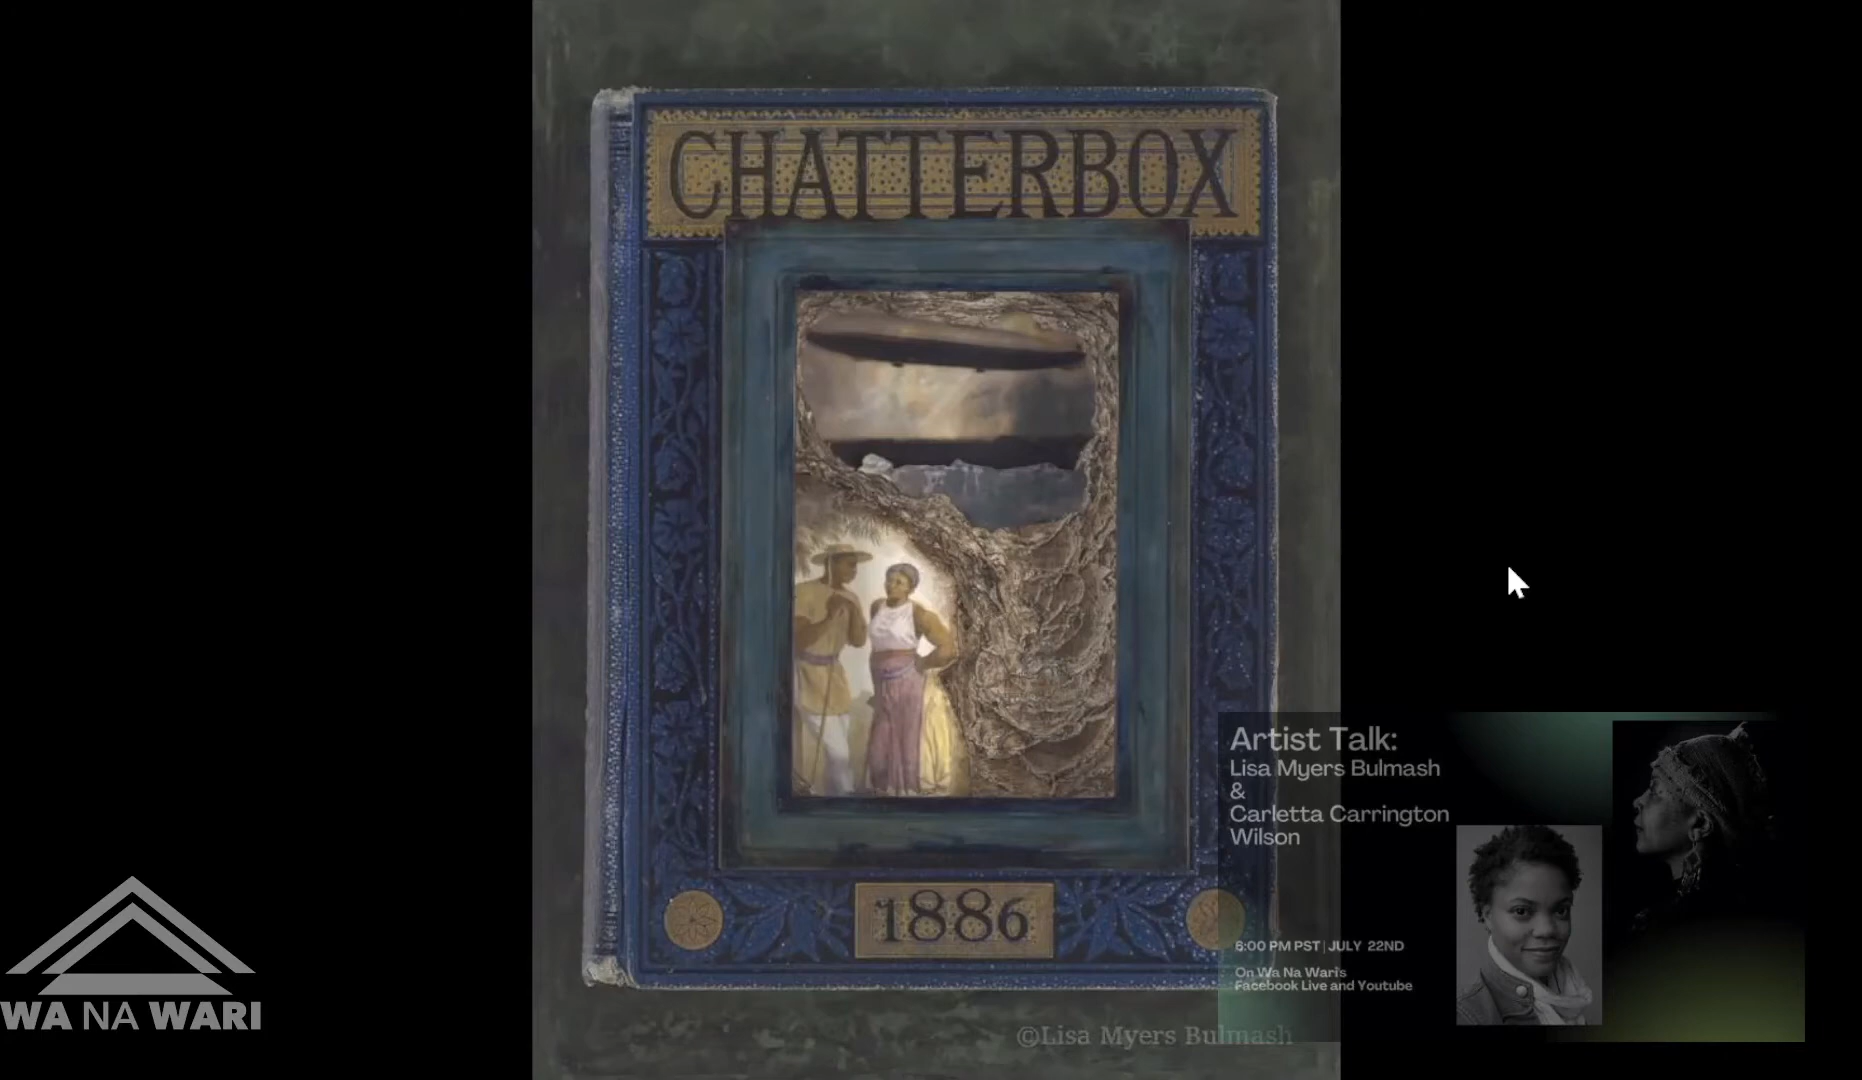 CHATTERBOX
1886
©Lisa Myers Bulmash
WA NA WARI
Artist Talk:
Lisa Myers Bulmash
&
Carletta Carrington
Wilson
6:00 PM PST | JULY 22ND
On Wa Na Wari's
Facebook Live and Youtube